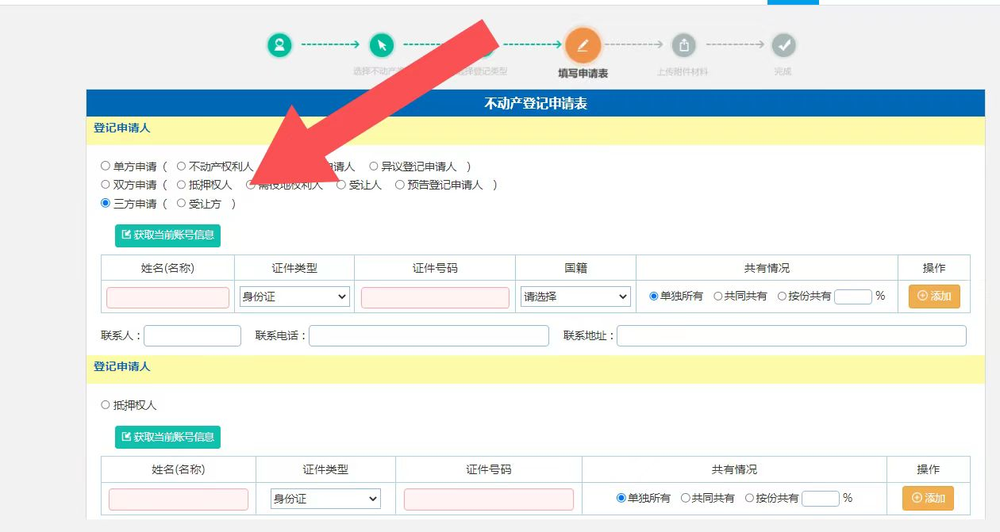 选择不动产
选择登记类型
填写申请表
上传附件材料
完成
不动产登记申请表
登记申请人
单方申请 ( 不动产权利人 申请人 异议登记申请人 )
双方申请 ( 抵押权人 需役地权利人 受让人 预告登记申请人 )
三方申请 ( 受让方 )
获取当前账号信息
姓名(名称) 证件类型 证件号码 国籍 共有情况 操作
身份证 请选择 单独所有 共同共有 按份共有 % 添加
联系人: 联系电话: 联系地址:
登记申请人
抵押权人
获取当前账号信息
姓名(名称) 证件类型 证件号码 共有情况 操作
身份证 单独所有 共同共有 按份共有 % 添加